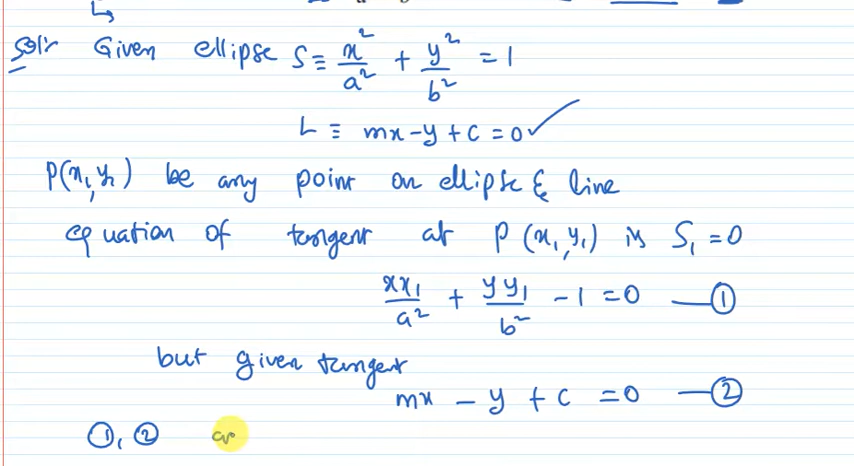 Soln Given ellipse S ≡ x²/a² + y²/b² = 1
L ≡ mx - y + c = 0 ✓
P(x₁, y₁) be any point on ellipse & line
equation of tangent at P (x₁, y₁) is S₁ = 0
xx₁/a² + yy₁/b² - 1 = 0 — ①
but given tangent
mx - y + c = 0 — ②
①, ②